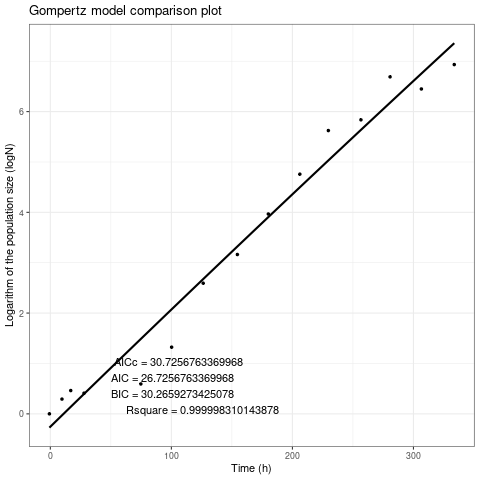 Gompertz model comparison plot
Logarithm of the population size (logN)
6
4
2
0
AICc = 30.7256763369968
AIC = 26.7256763369968
BIC = 30.2659273425078
Rsquare = 0.999998310143878
0 100 200 300
Time (h)